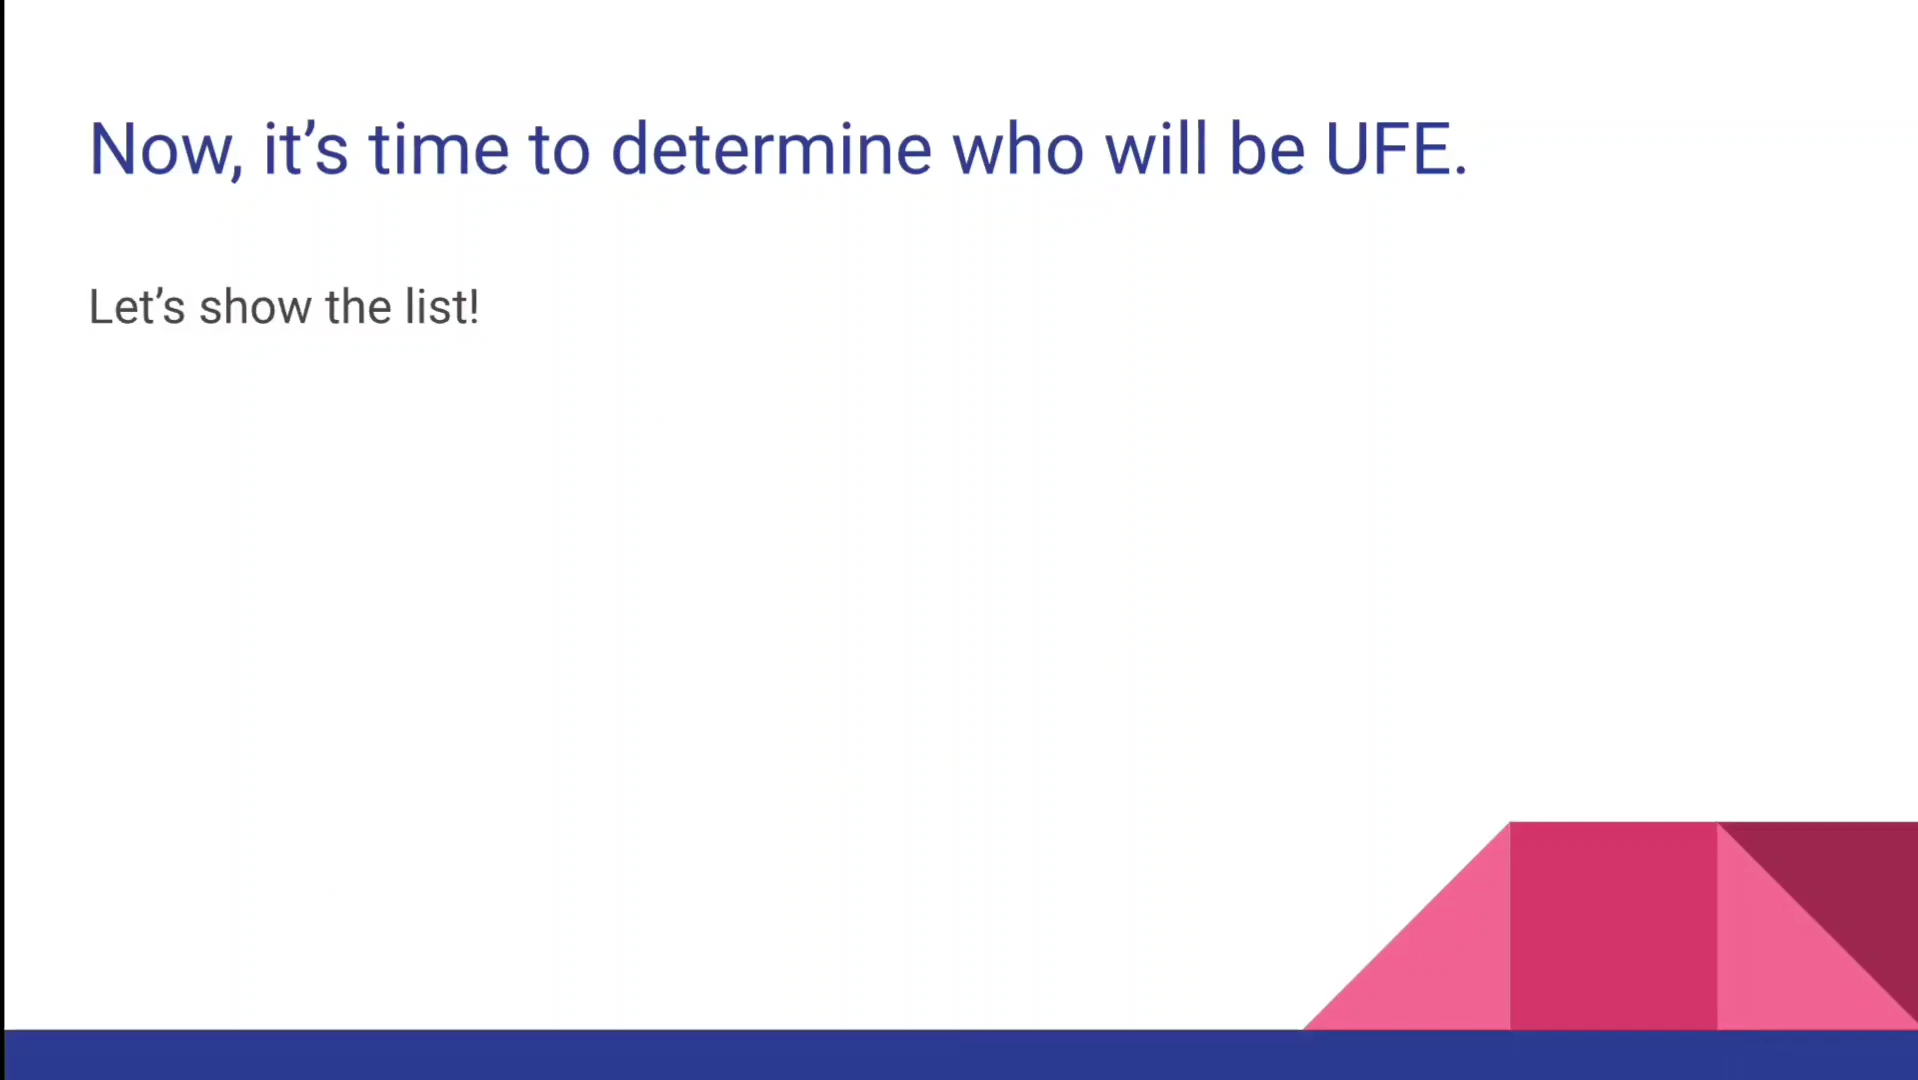 Now, it’s time to determine who will be UFE.
Let’s show the list!